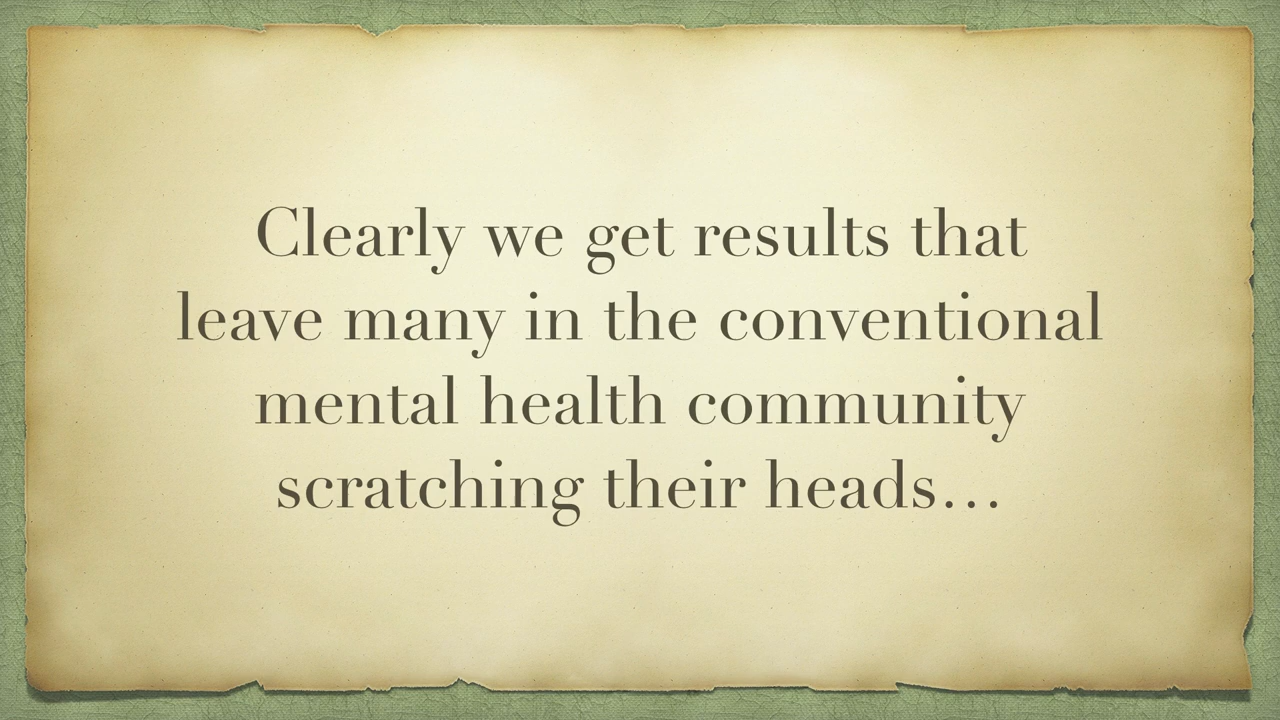 Clearly we get results that
leave many in the conventional
mental health community
scratching their heads…